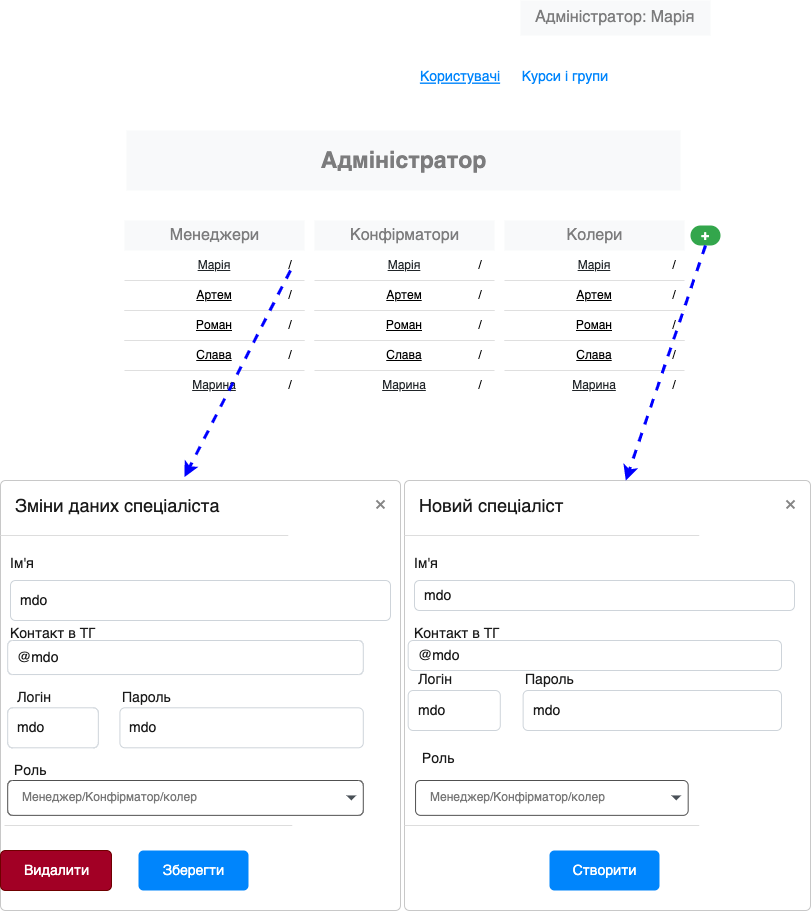 Адміністратор: Марія
Користувачі Курси і групи
Адміністратор
Менеджери Конфірматори Колери +
Марія / Марія / Марія /
Артем / Артем / Артем /
Роман / Роман / Роман /
Слава / Слава / Слава /
Марина / Марина / Марина /
Зміни даних спеціаліста ×
Ім'я
mdo
Контакт в ТГ
@mdo
Логін Пароль
mdo mdo
Роль
Менеджер/Конфірматор/колер
Видалити Зберегти
Новий спеціаліст ×
Ім'я
mdo
Контакт в ТГ
@mdo
Логін Пароль
mdo mdo
Роль
Менеджер/Конфірматор/колер
Створити